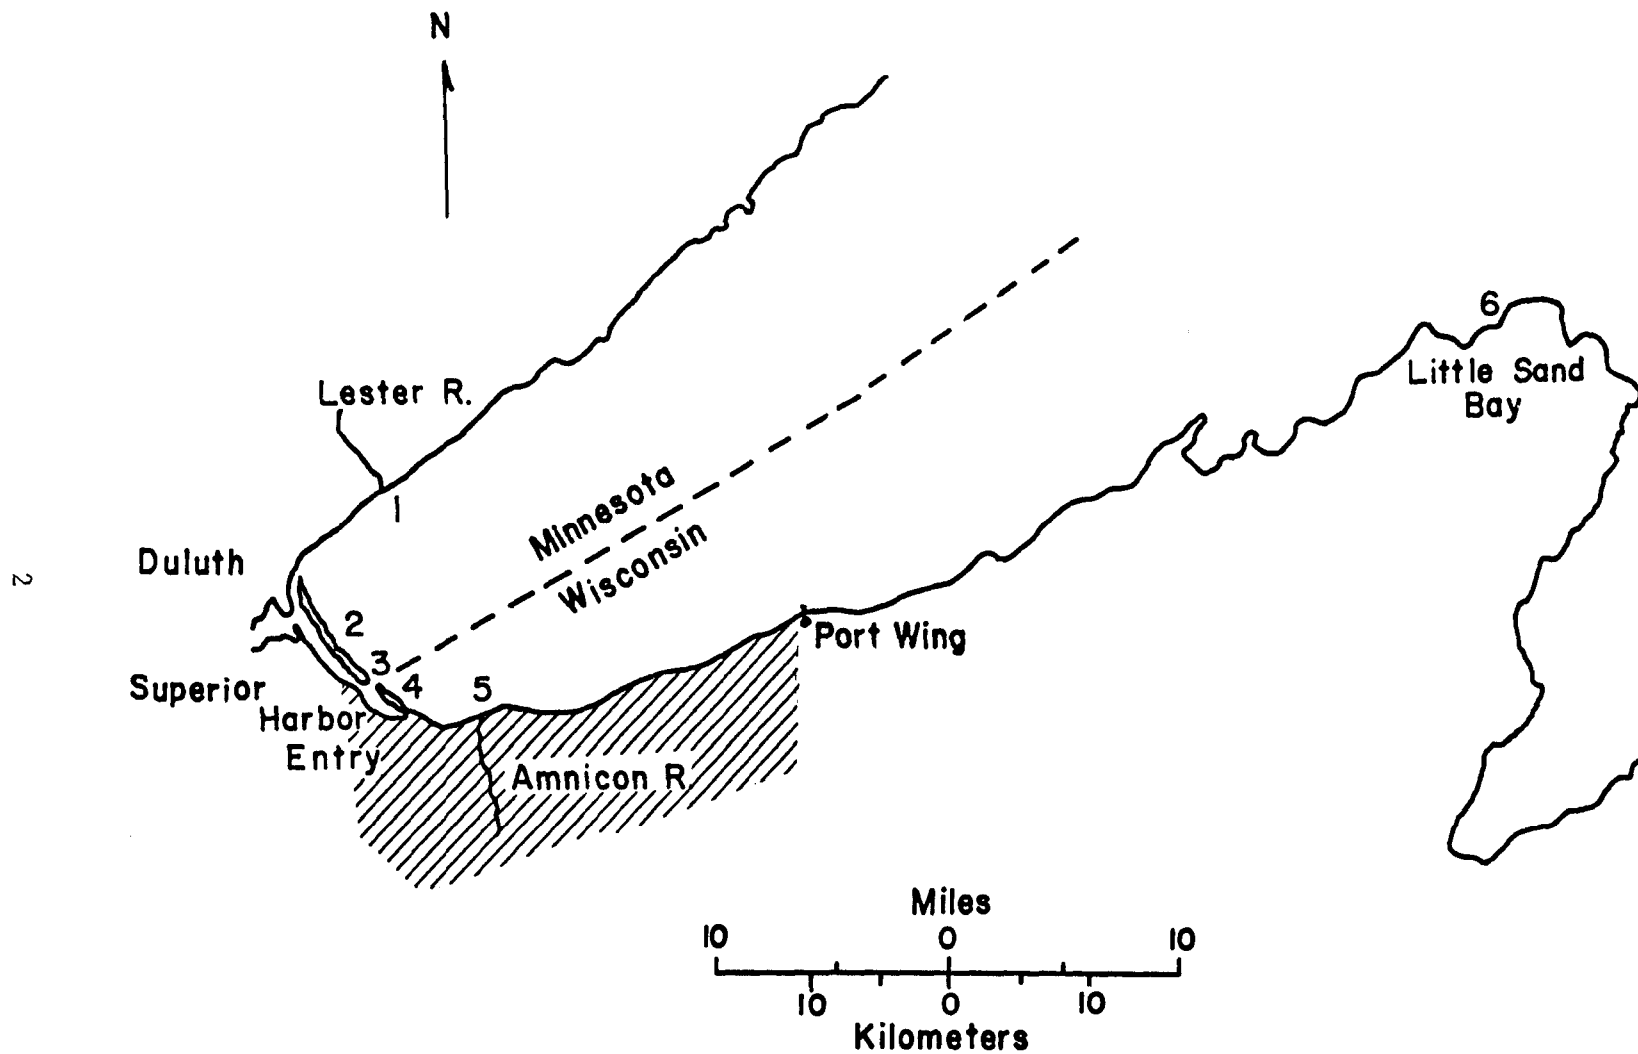 N
Lester R.
1
Duluth
2
3
4
5
6
Little Sand
Bay
Minnesota
Wisconsin
Port Wing
Superior
Harbor
Entry
Amnicon R.
Miles
10 0 10
10 0 10
Kilometers
2